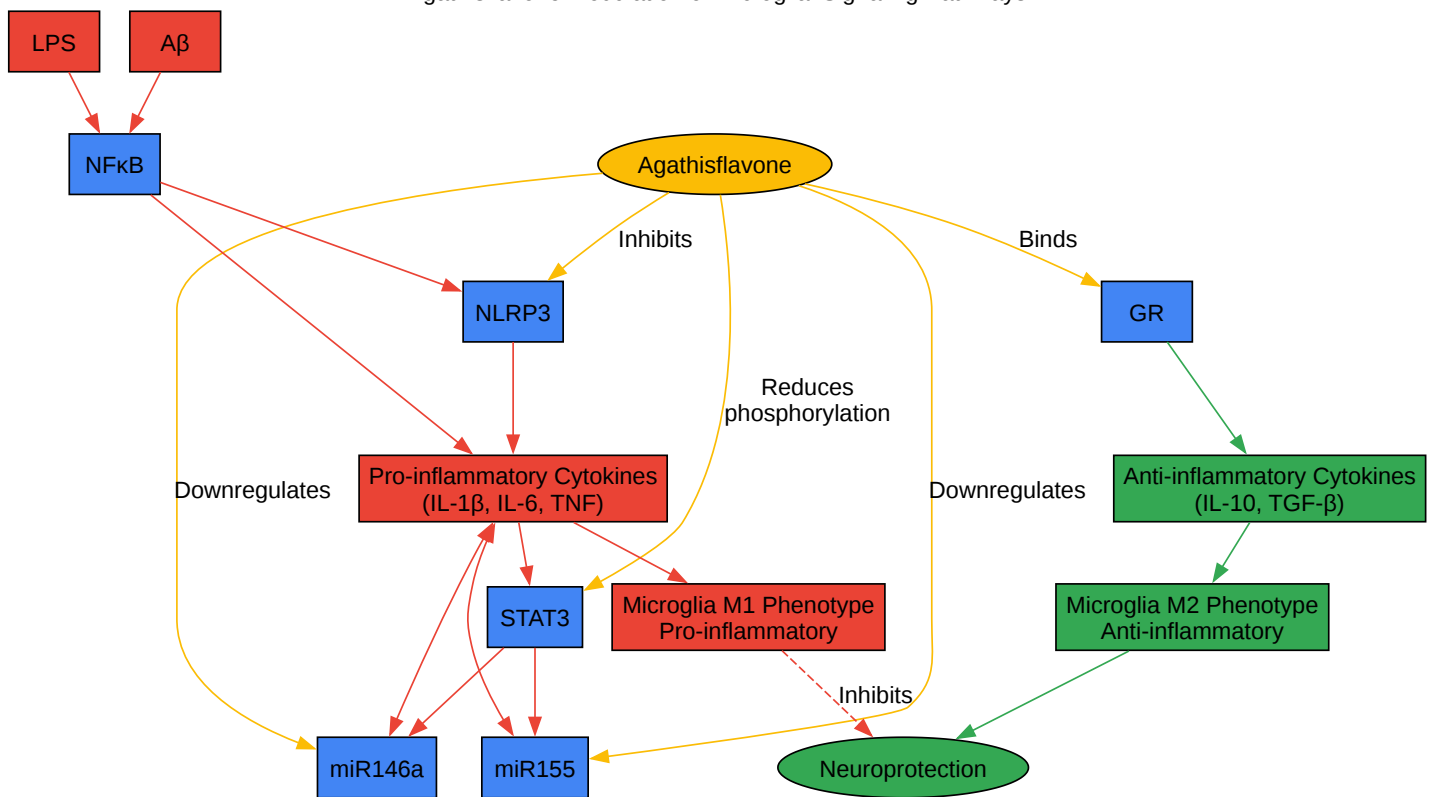 LPS
Aβ
NFκB
Agathisflavone
Inhibits
Binds
NLRP3
GR
Reduces
phosphorylation
Pro-inflammatory Cytokines
(IL-1β, IL-6, TNF)
Downregulates
Downregulates
Anti-inflammatory Cytokines
(IL-10, TGF-β)
STAT3
Microglia M1 Phenotype
Pro-inflammatory
Microglia M2 Phenotype
Anti-inflammatory
Inhibits
miR146a
miR155
Neuroprotection